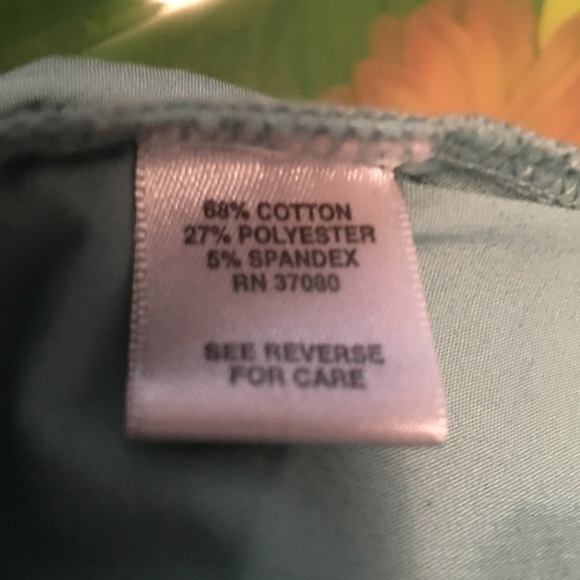 68% COTTON
27% POLYESTER
5% SPANDEX
RN 37080
SEE REVERSE
FOR CARE